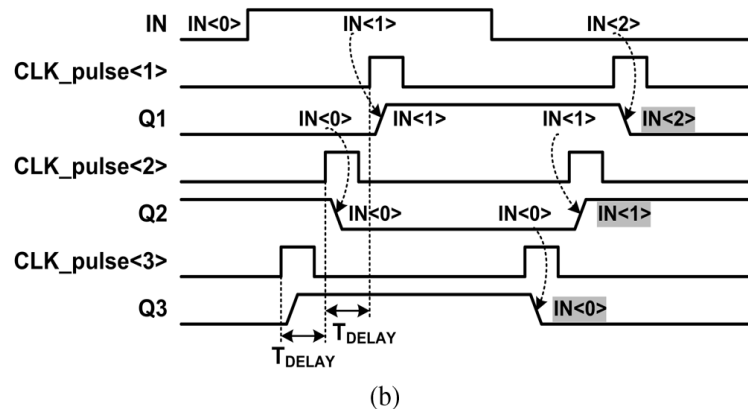 IN IN<0> IN<1> IN<2>
CLK_pulse<1>
Q1 IN<0> IN<1> IN<1> IN<2>
CLK_pulse<2>
Q2 IN<0> IN<0> IN<1>
CLK_pulse<3>
Q3 IN<0>
TDELAY
TDELAY
(b)